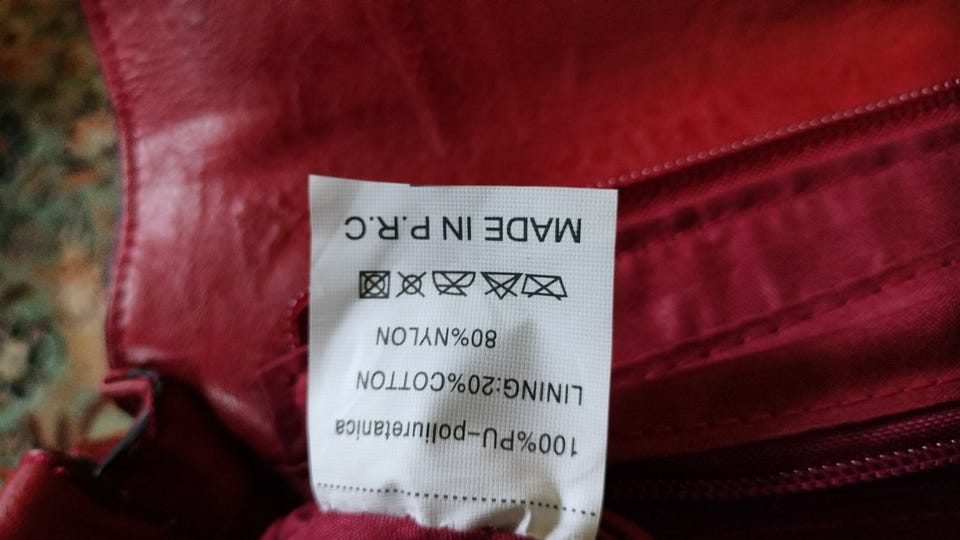 100%PU-poliuretanica
LINING:20%COTTON
80%NYLON
MADE IN P.R.C